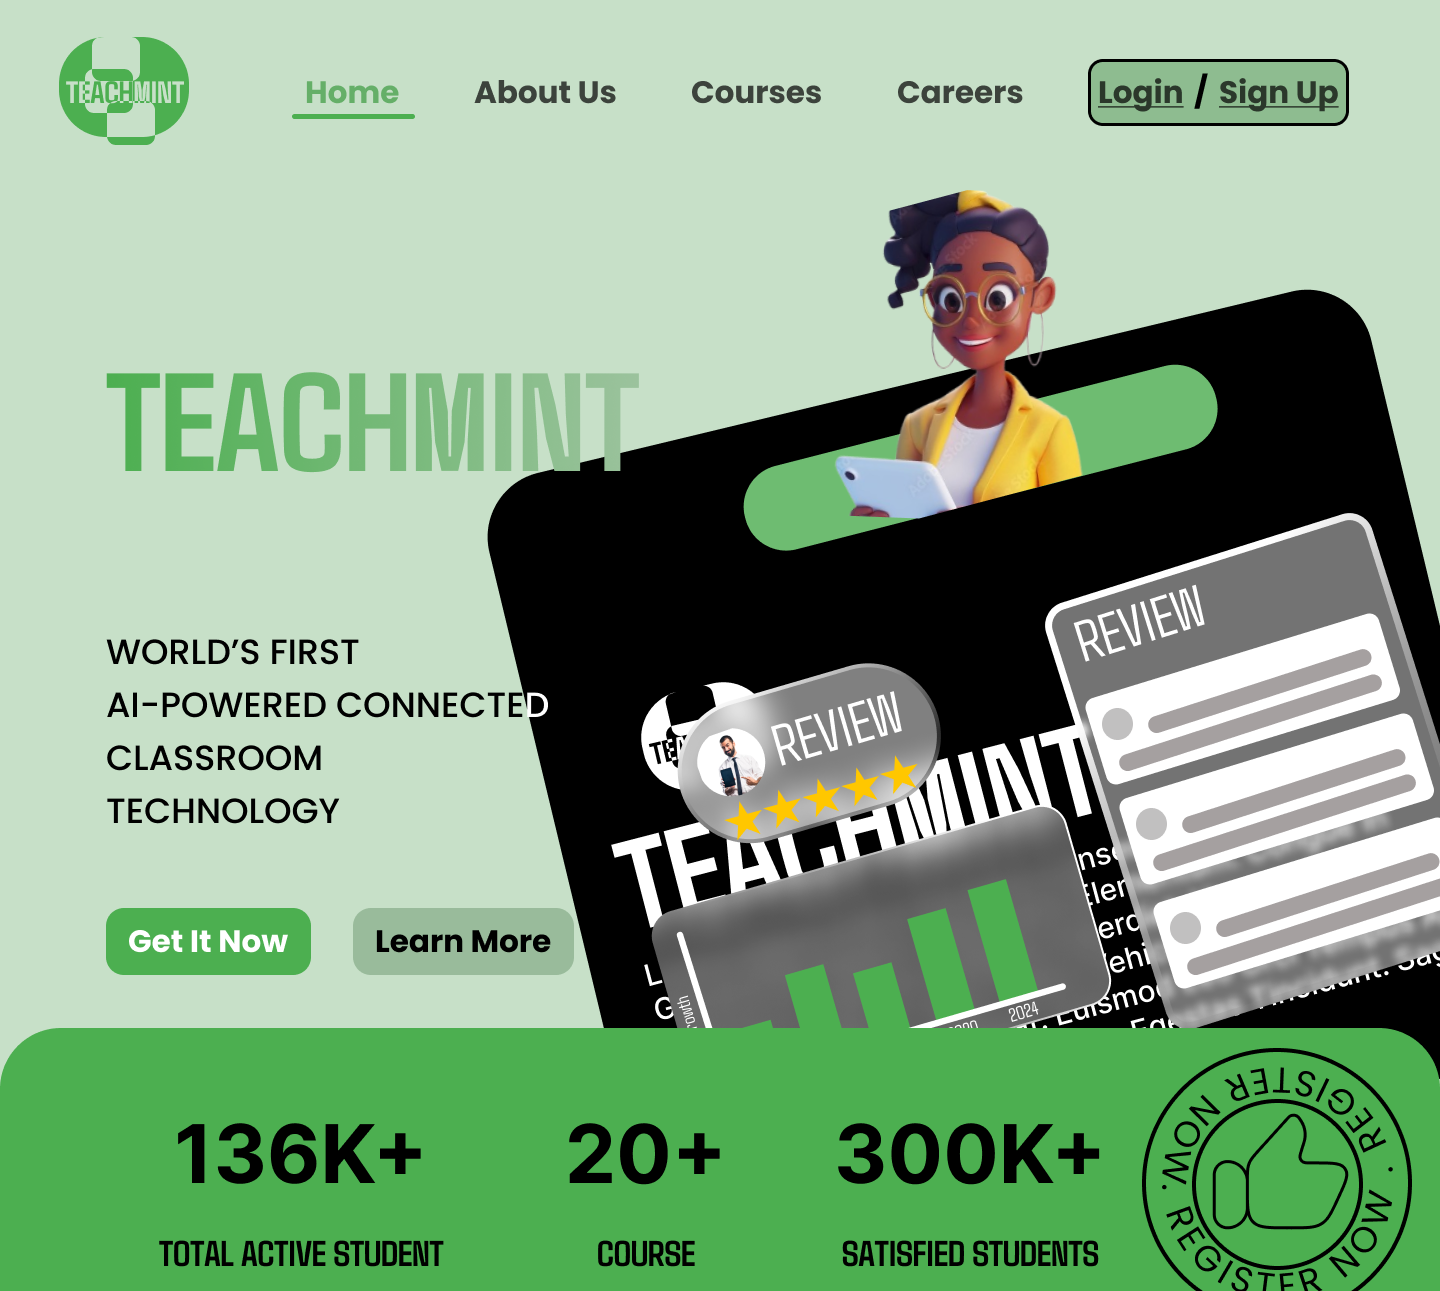 TEACHMINT
Home
About Us
Courses
Careers
Login / Sign Up
TEACHMINT
WORLD’S FIRST
AI-POWERED CONNECTED
CLASSROOM
TECHNOLOGY
Get It Now
Learn More
REVIEW
REVIEW
TEACHMINT
2024
Tincidunt.
136K+
20+
300K+
TOTAL ACTIVE STUDENT
COURSE
SATISFIED STUDENTS
REGISTER NOW. REGISTER NOW .